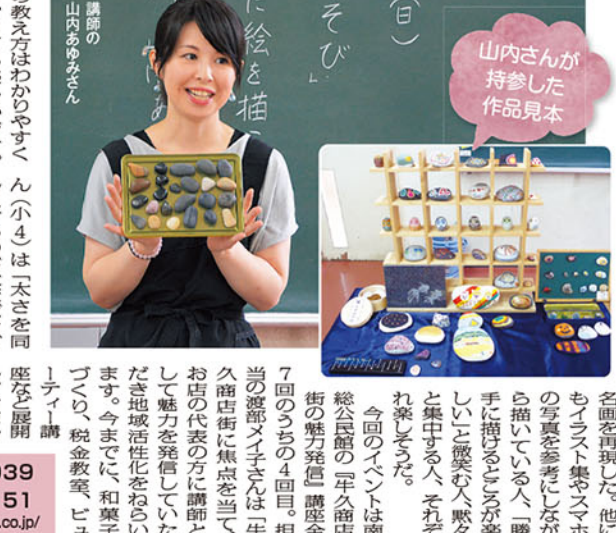 (日)
そび」
に絵を描
講師の
山内あゆみさん
山内さんが
持参した
作品見本
ん(小4)は「太さを同
教え方はわかりやすく
名画を再現した。他に
もイラスト集やスマホ
の写真を参考にしなが
ら描いている人、「勝
手に描けるところが楽
しい」と微笑む人、黙々
と集中する人、それぞ
れ楽しそうだ。
今回のイベントは南
総公民館の『牛久商店
街の魅力発信』講座全
7回のうちの4回目。担
当の渡部メイ子さんは「牛
久商店街に焦点を当て、
お店の代表の方に講師と
して魅力を発信していた
だき地域活性化をねらい
ます。今までに、和菓子
づくり、税金教室、ビュ
ーティー講
座など展開
39
51
.co.jp/